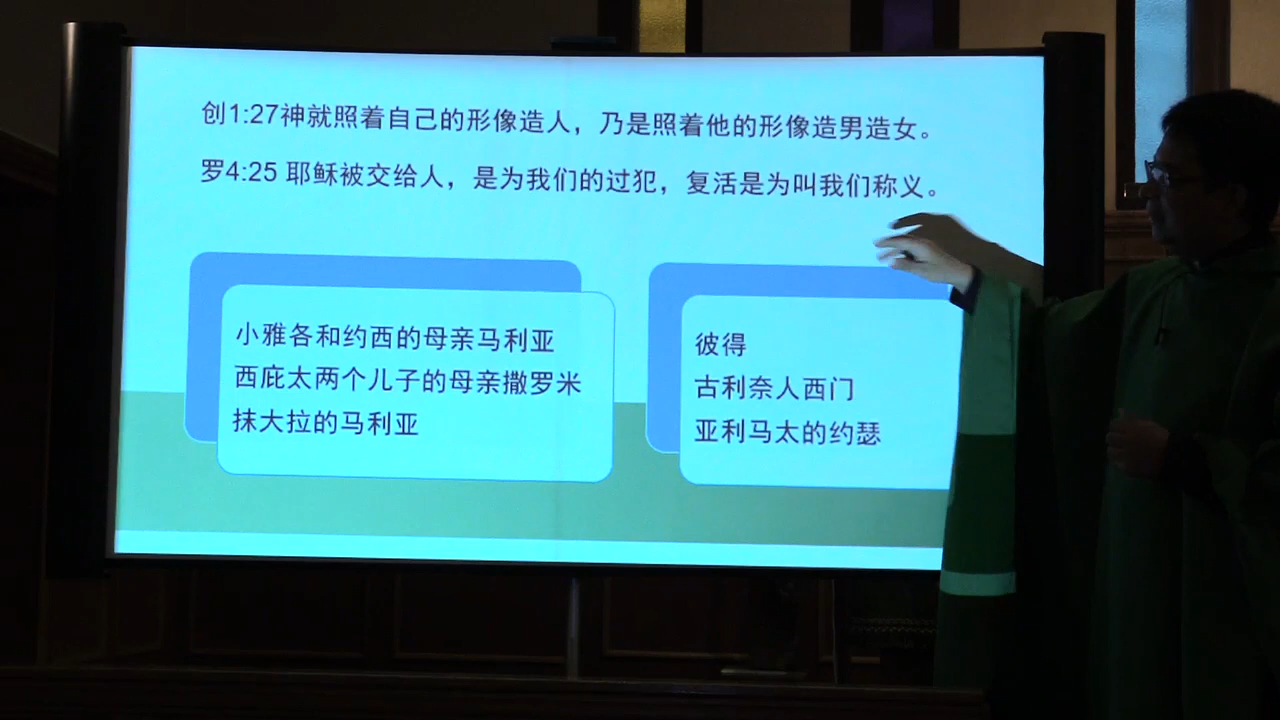 创1:27神就照着自己的形像造人，乃是照着他的形像造男造女。
罗4:25 耶稣被交给人，是为我们的过犯，复活是为叫我们称义。
小雅各和约西的母亲马利亚
西庇太两个儿子的母亲撒罗米
抹大拉的马利亚
彼得
古利奈人西门
亚利马太的约瑟